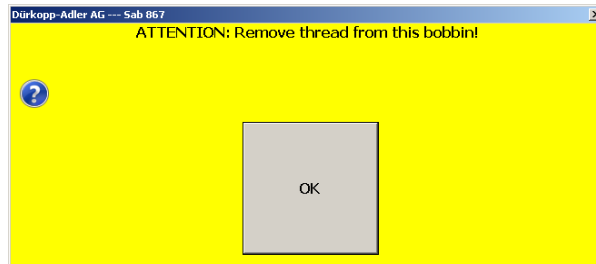 Dürkopp-Adler AG --- Sab 867
ATTENTION: Remove thread from this bobbin!
OK